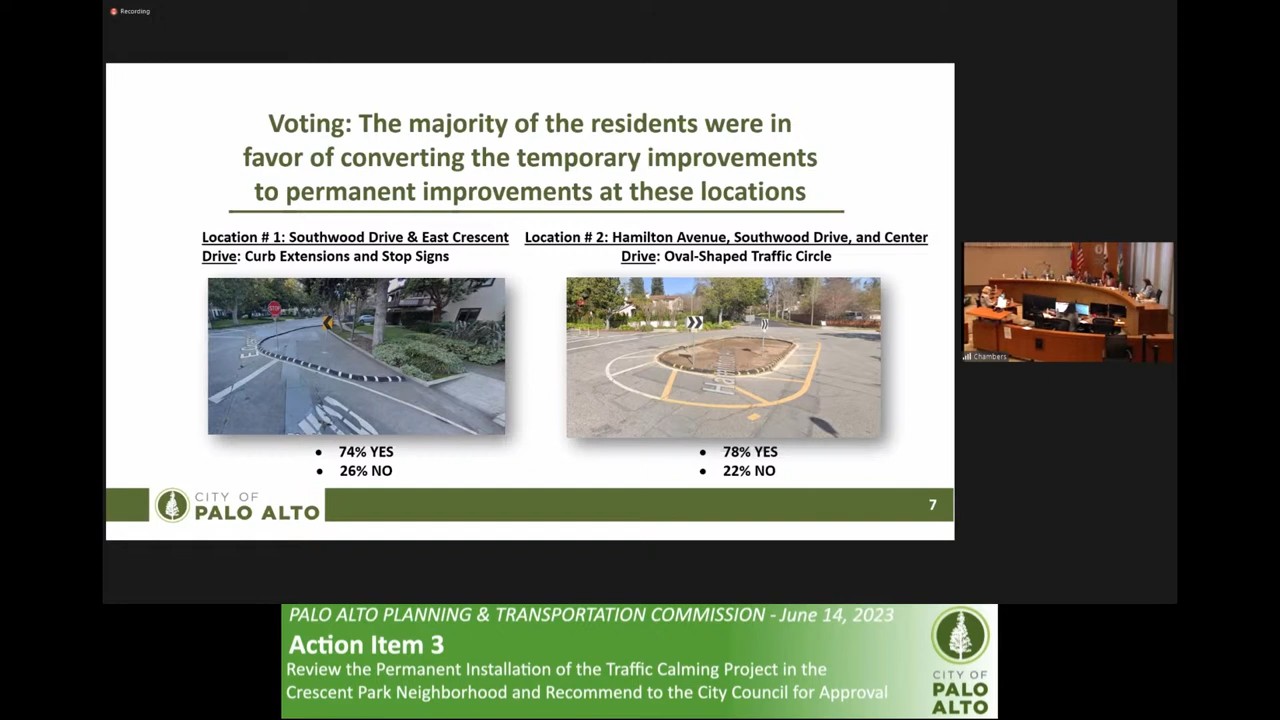 Recording
Voting: The majority of the residents were in
favor of converting the temporary improvements
to permanent improvements at these locations
Location # 1: Southwood Drive & East Crescent
Drive: Curb Extensions and Stop Signs
Location # 2: Hamilton Avenue, Southwood Drive, and Center
Drive: Oval-Shaped Traffic Circle
STOP
• 74% YES
• 26% NO
• 78% YES
• 22% NO
CITY OF
PALO ALTO
7
Chambers
PALO ALTO PLANNING & TRANSPORTATION COMMISSION - June 14, 2023
Action Item 3
Review the Permanent Installation of the Traffic Calming Project in the
Crescent Park Neighborhood and Recommend to the City Council for Approval
CITY OF
PALO
ALTO